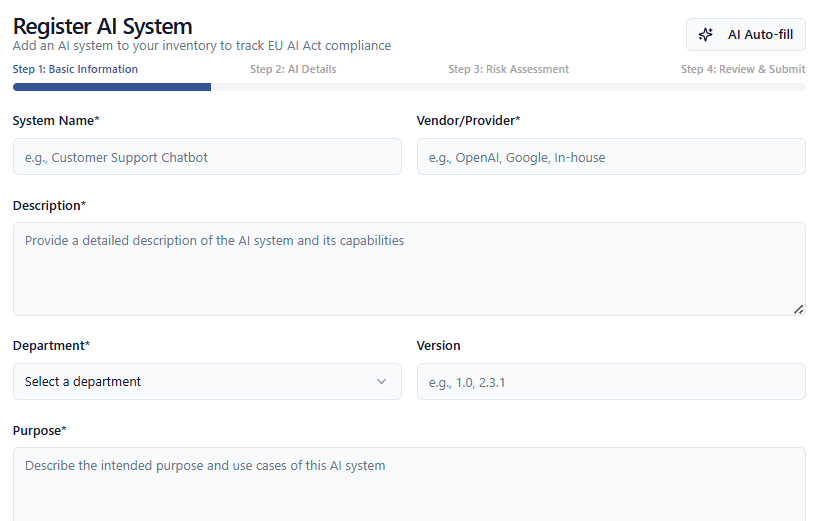 Register AI System
Add an AI system to your inventory to track EU AI Act compliance
AI Auto-fill
Step 1: Basic Information
Step 2: AI Details
Step 3: Risk Assessment
Step 4: Review & Submit
System Name*
Vendor/Provider*
e.g., Customer Support Chatbot
e.g., OpenAI, Google, In-house
Description*
Provide a detailed description of the AI system and its capabilities
Department*
Version
Select a department
e.g., 1.0, 2.3.1
Purpose*
Describe the intended purpose and use cases of this AI system